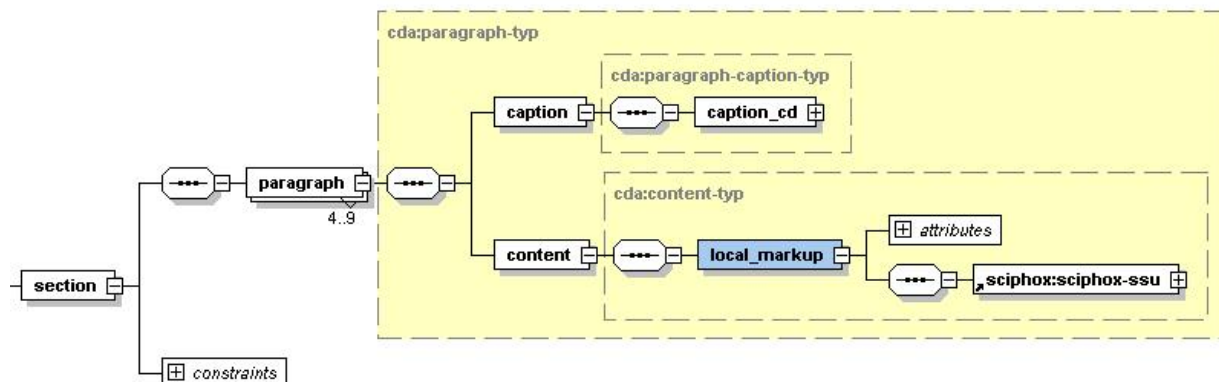 cda:paragraph-typ
cda:paragraph-caption-typ
caption
caption_cd
paragraph
4..9
cda:content-typ
attributes
content
local_markup
sciphox:sciphox-ssu
section
constraints